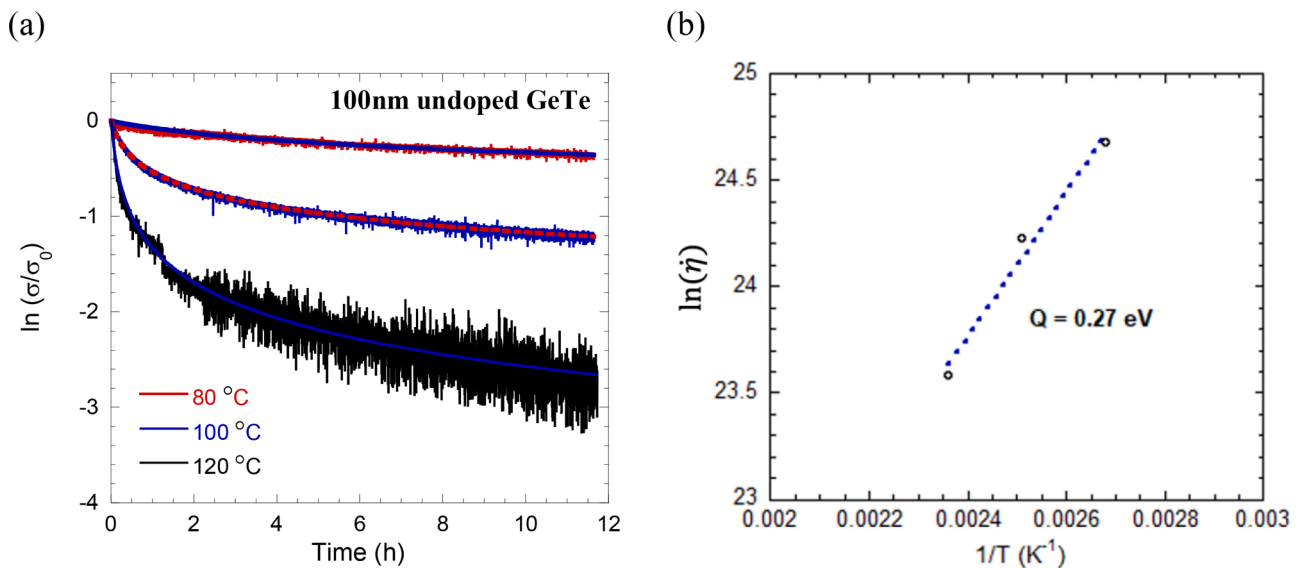 (a)
(b)
100nm undoped GeTe
ln (σ/σ₀)
0
-1
-2
-3
-4
80 °C
100 °C
120 °C
0 2 4 6 8 10 12
Time (h)
25
24.5
24
23.5
23
ln(η̇)
Q = 0.27 eV
0.002 0.0022 0.0024 0.0026 0.0028 0.003
1/T (K⁻¹)